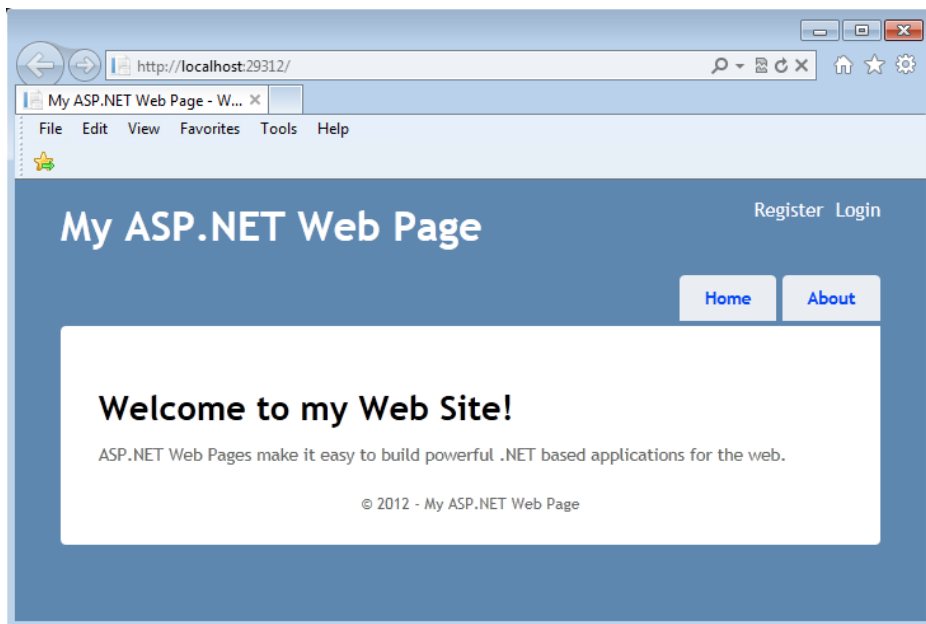 http://localhost:29312/
My ASP.NET Web Page - W...
File Edit View Favorites Tools Help
My ASP.NET Web Page
Register Login
Home About
Welcome to my Web Site!
ASP.NET Web Pages make it easy to build powerful .NET based applications for the web.
© 2012 - My ASP.NET Web Page